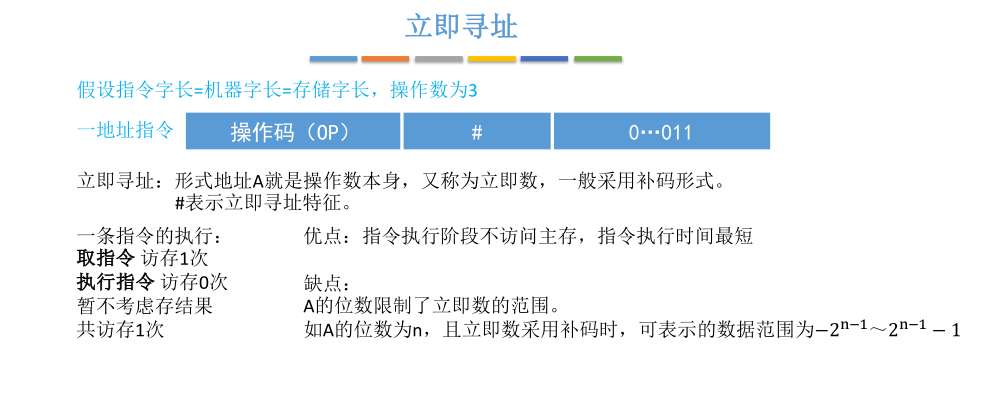 立即寻址
假设指令字长=机器字长=存储字长，操作数为3
一地址指令 操作码（OP） # 0…011
立即寻址：形式地址A就是操作数本身，又称为立即数，一般采用补码形式。
#表示立即寻址特征。
一条指令的执行： 优点：指令执行阶段不访问主存，指令执行时间最短
取指令 访存1次
执行指令 访存0次 缺点：
暂不考虑存结果 A的位数限制了立即数的范围。
共访存1次 如A的位数为n，且立即数采用补码时，可表示的数据范围为−2ⁿ⁻¹～2ⁿ⁻¹ − 1